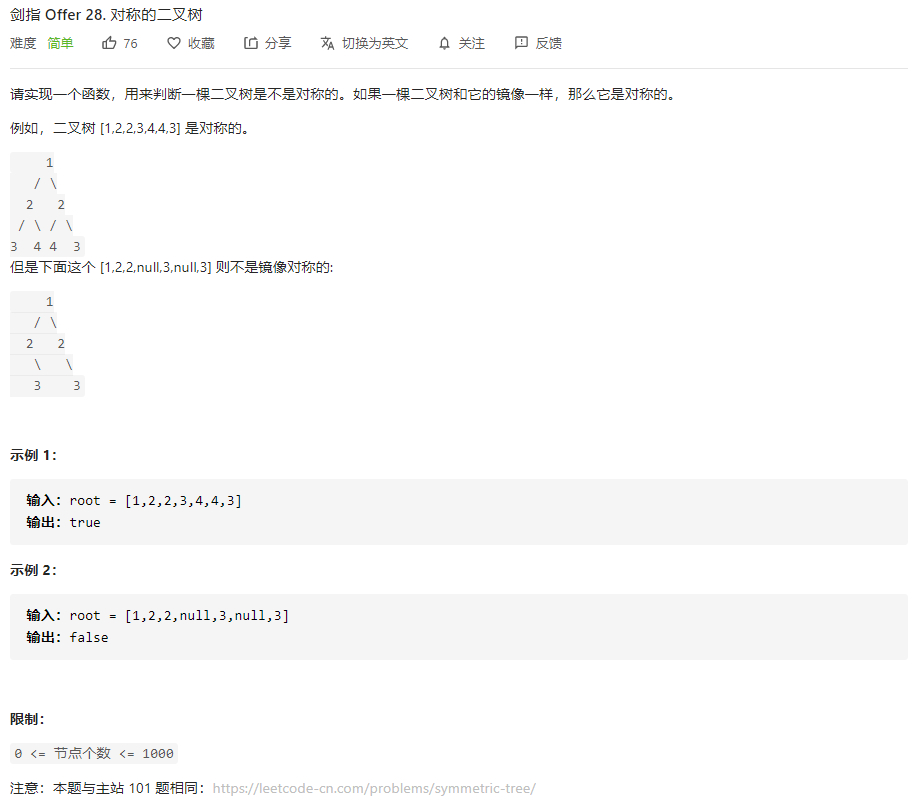 剑指 Offer 28. 对称的二叉树
难度 简单 76 收藏 分享 切换为英文 关注 反馈
请实现一个函数，用来判断一棵二叉树是不是对称的。如果一棵二叉树和它的镜像一样，那么它是对称的。
例如，二叉树 [1,2,2,3,4,4,3] 是对称的。
1
/ \
2 2
/ \ / \
3 4 4 3
但是下面这个 [1,2,2,null,3,null,3] 则不是镜像对称的:
1
/ \
2 2
\ \
3 3
示例 1：
输入：root = [1,2,2,3,4,4,3]
输出：true
示例 2：
输入：root = [1,2,2,null,3,null,3]
输出：false
限制：
0 <= 节点个数 <= 1000
注意：本题与主站 101 题相同：https://leetcode-cn.com/problems/symmetric-tree/